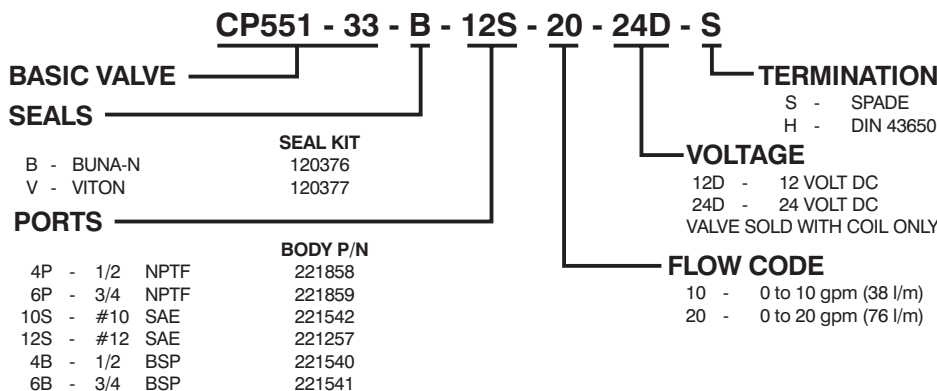 CP551 - 33 - B - 12S - 20 - 24D - S
BASIC VALVE
SEALS
SEAL KIT
B - BUNA-N 120376
V - VITON 120377
PORTS
BODY P/N
4P - 1/2 NPTF 221858
6P - 3/4 NPTF 221859
10S - #10 SAE 221542
12S - #12 SAE 221257
4B - 1/2 BSP 221540
6B - 3/4 BSP 221541
TERMINATION
S - SPADE
H - DIN 43650
VOLTAGE
12D - 12 VOLT DC
24D - 24 VOLT DC
VALVE SOLD WITH COIL ONLY
FLOW CODE
10 - 0 to 10 gpm (38 l/m)
20 - 0 to 20 gpm (76 l/m)